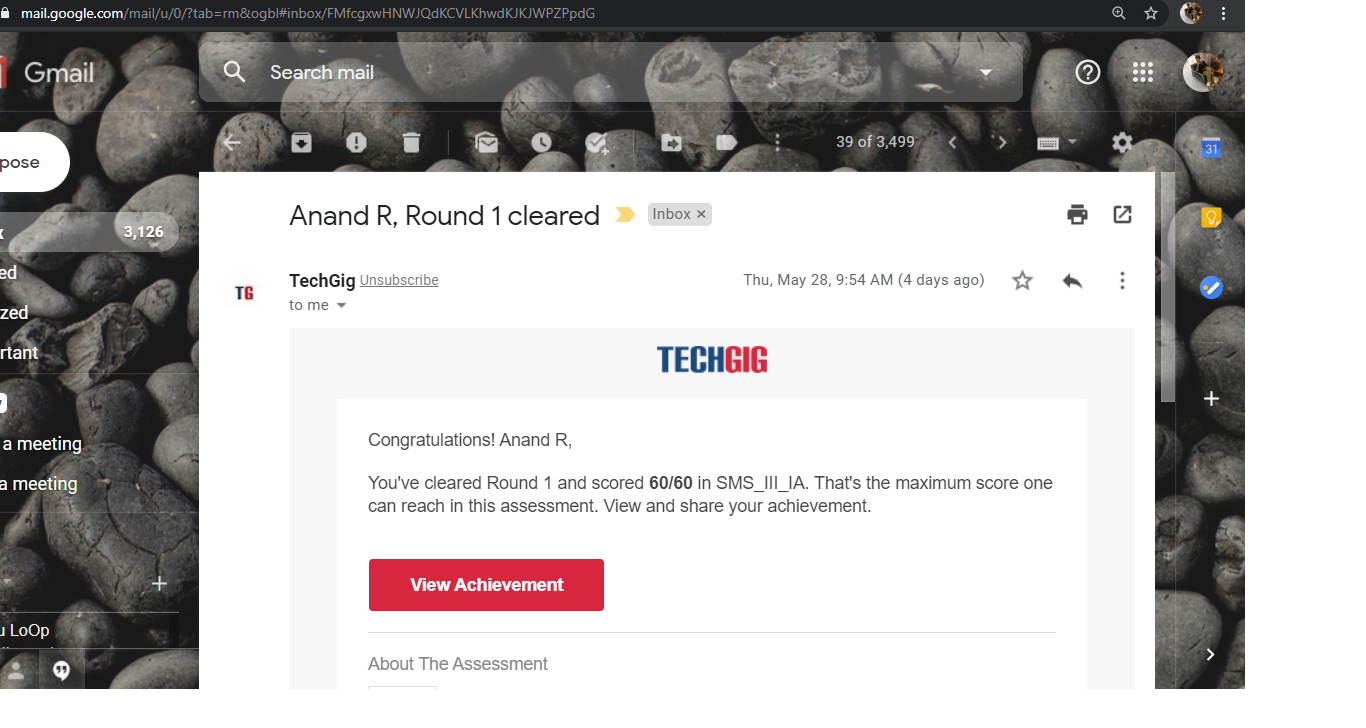 mail.google.com/mail/u/0/?tab=rm&ogbl#inbox/FMfcgxwHNWJQdKCVLKhwdKJKJWPZPpdG
Gmail
Search mail
pose
39 of 3,499
31
3,126
Anand R, Round 1 cleared
Inbox ×
ed
TG
TechGig Unsubscribe
Thu, May 28, 9:54 AM (4 days ago)
to me
zed
rtant
TECHGIG
a meeting
a meeting
Congratulations! Anand R,
You've cleared Round 1 and scored 60/60 in SMS_III_IA. That's the maximum score one
can reach in this assessment. View and share your achievement.
View Achievement
u LoOp
About The Assessment